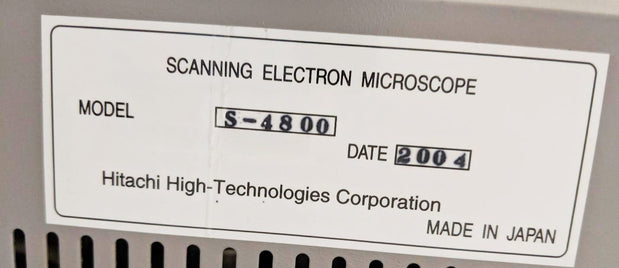 SCANNING ELECTRON MICROSCOPE
MODEL S-4800
DATE 2004
Hitachi High-Technologies Corporation
MADE IN JAPAN